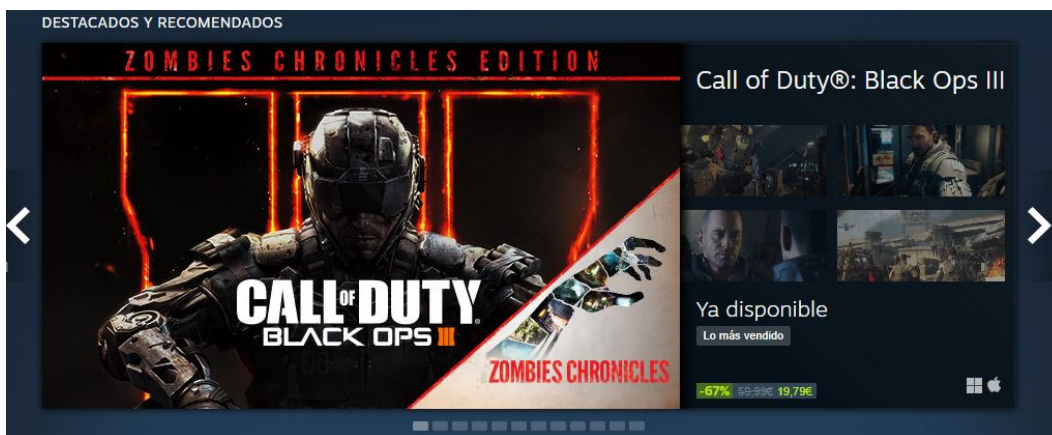 DESTACADOS Y RECOMENDADOS
ZOMBIES CHRONICLES EDITION
CALL OF DUTY
BLACK OPS III
ZOMBIES CHRONICLES
Call of Duty®: Black Ops III
Ya disponible
Lo más vendido
-67% 59,99€ 19,79€